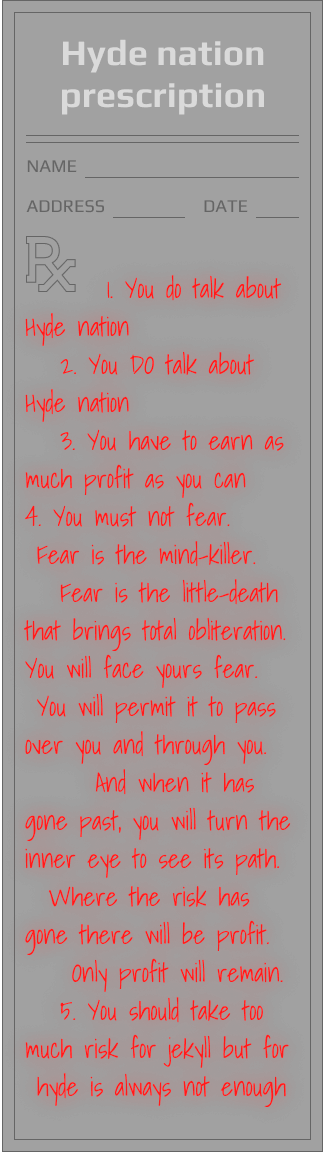 Hyde nation
prescription
NAME
ADDRESS DATE
Rx
1. You do talk about
Hyde nation
2. You DO talk about
Hyde nation
3. You have to earn as
much profit as you can
4. You must not fear.
Fear is the mind-killer.
Fear is the little-death
that brings total obliteration.
You will face yours fear.
You will permit it to pass
over you and through you.
And when it has
gone past, you will turn the
inner eye to see its path.
Where the risk has
gone there will be profit.
Only profit will remain.
5. You should take too
much risk for jekyll but for
hyde is always not enough